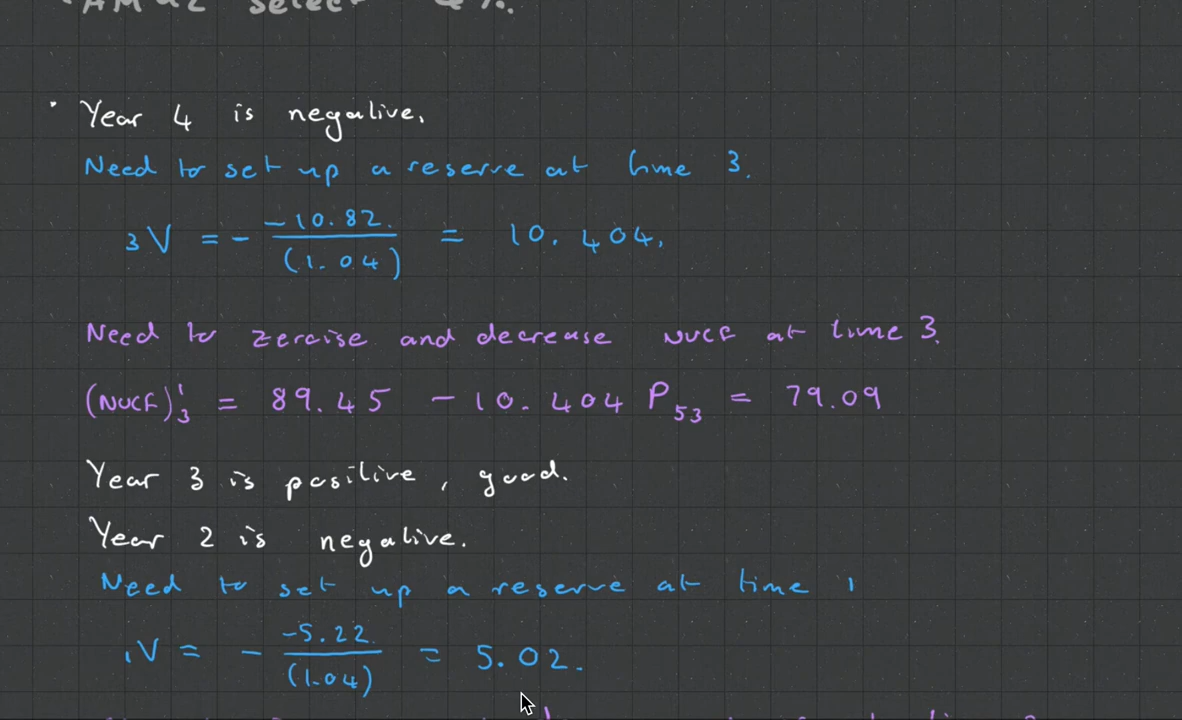 AM92 select 4%.
Year 4 is negative.
Need to set up a reserve at time 3.
₃V = - -10.82 / (1.04) = 10.404.
Need to zeroise and decrease NUCF at time 3.
(NUCF)₃' = 89.45 - 10.404 P₅₃ = 79.09
Year 3 is positive, good.
Year 2 is negative.
Need to set up a reserve at time 1
₁V = - -5.22 / (1.04) = 5.02.